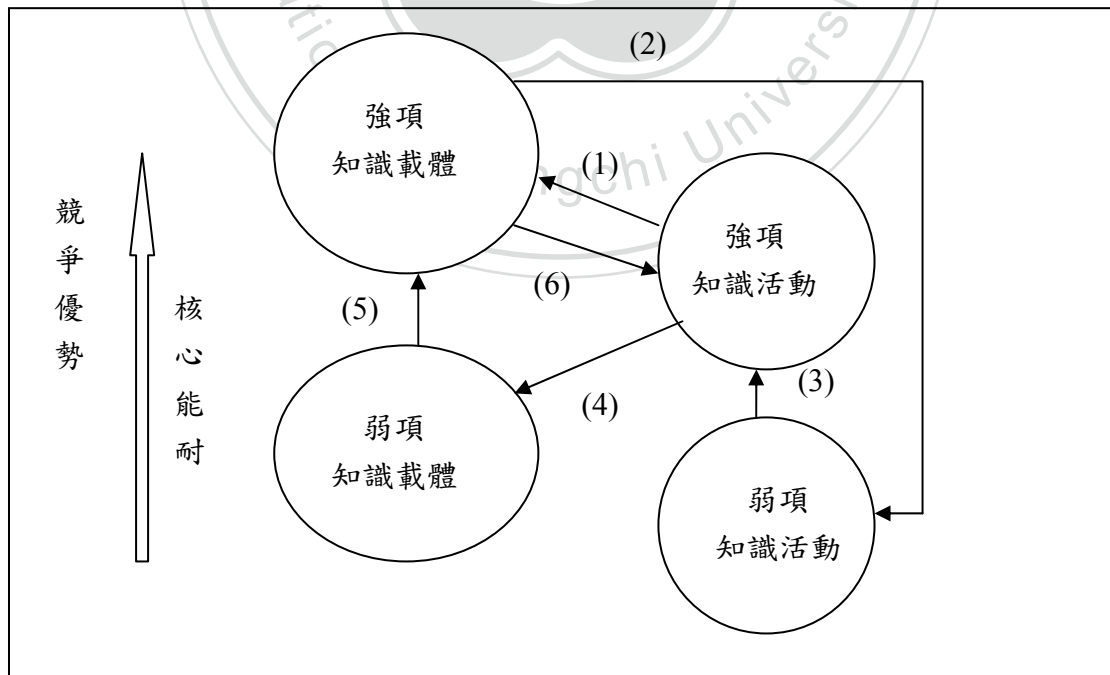 (2)
強項
知識載體
(1)
強項
知識活動
(6)
競爭優勢
核心能耐
(5)
(3)
(4)
弱項
知識載體
弱項
知識活動
ngchi Universi